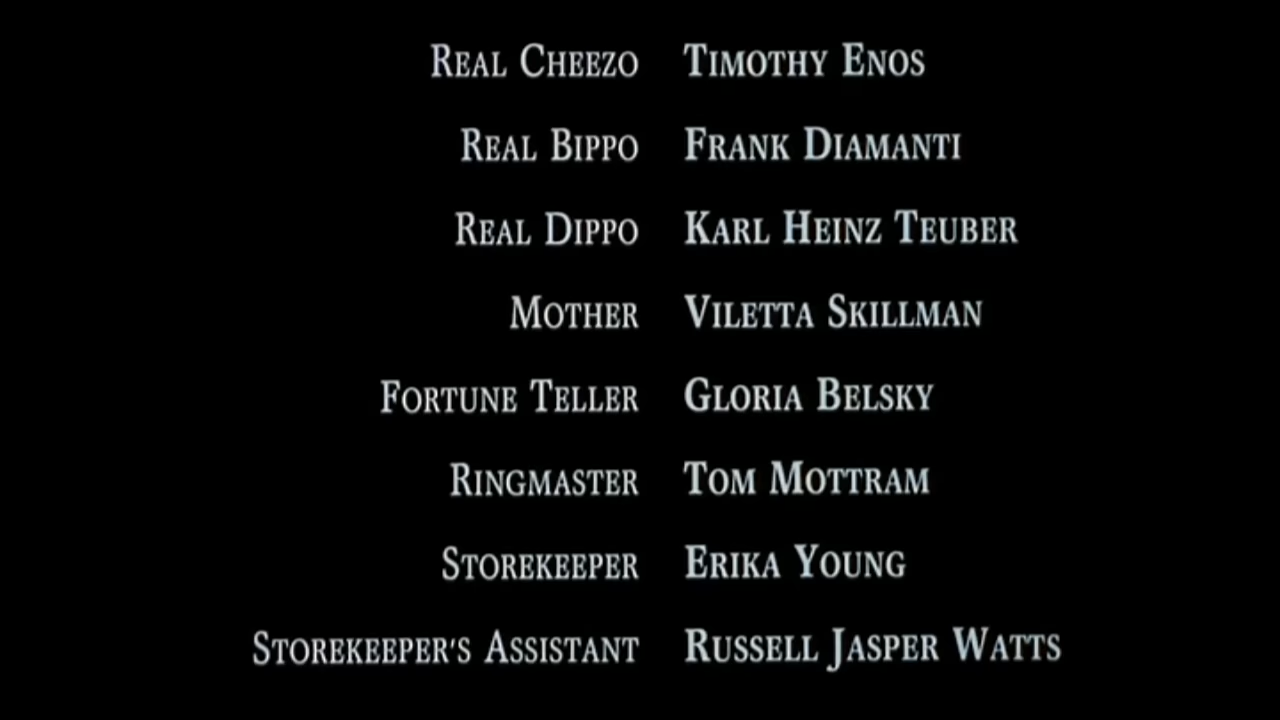 Real Cheezo Timothy Enos
Real Bippo Frank Diamanti
Real Dippo Karl Heinz Teuber
Mother Viletta Skillman
Fortune Teller Gloria Belsky
Ringmaster Tom Mottram
Storekeeper Erika Young
Storekeeper's Assistant Russell Jasper Watts